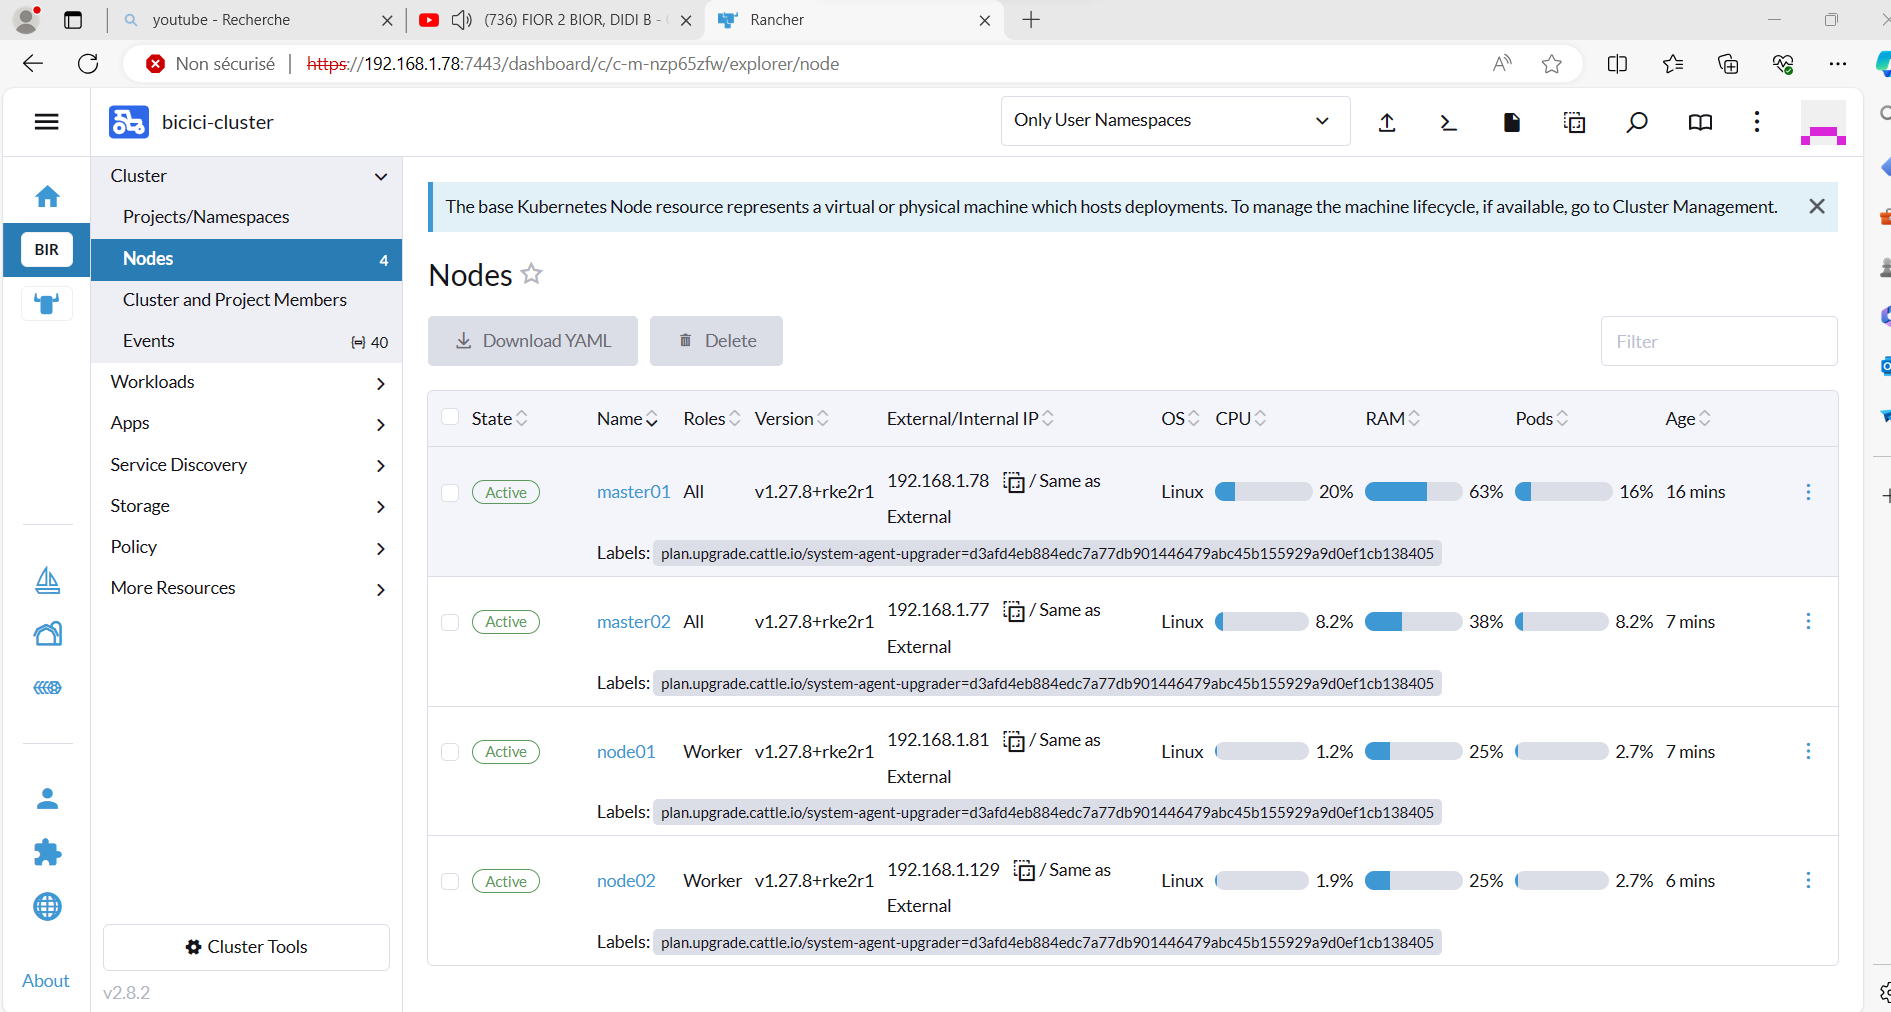 youtube - Recherche
(736) FIOR 2 BIOR, DIDI B -
Rancher
Non sécurisé
https://192.168.1.78:7443/dashboard/c/c-m-nzp65zfw/explorer/node
bicici-cluster
Only User Namespaces
Cluster
Projects/Namespaces
BIR
Nodes 4
Cluster and Project Members
Events 40
Workloads
Apps
Service Discovery
Storage
Policy
More Resources
Cluster Tools
About
v2.8.2
The base Kubernetes Node resource represents a virtual or physical machine which hosts deployments. To manage the machine lifecycle, if available, go to Cluster Management.
Nodes
Download YAML
Delete
Filter
State Name Roles Version External/Internal IP OS CPU RAM Pods Age
Active master01 All v1.27.8+rke2r1 192.168.1.78 / Same as External Linux 20% 63% 16% 16 mins
Labels: plan.upgrade.cattle.io/system-agent-upgrader=d3afd4eb884edc7a77db901446479abc45b155929a9d0ef1cb138405
Active master02 All v1.27.8+rke2r1 192.168.1.77 / Same as External Linux 8.2% 38% 8.2% 7 mins
Labels: plan.upgrade.cattle.io/system-agent-upgrader=d3afd4eb884edc7a77db901446479abc45b155929a9d0ef1cb138405
Active node01 Worker v1.27.8+rke2r1 192.168.1.81 / Same as External Linux 1.2% 25% 2.7% 7 mins
Labels: plan.upgrade.cattle.io/system-agent-upgrader=d3afd4eb884edc7a77db901446479abc45b155929a9d0ef1cb138405
Active node02 Worker v1.27.8+rke2r1 192.168.1.129 / Same as External Linux 1.9% 25% 2.7% 6 mins
Labels: plan.upgrade.cattle.io/system-agent-upgrader=d3afd4eb884edc7a77db901446479abc45b155929a9d0ef1cb138405